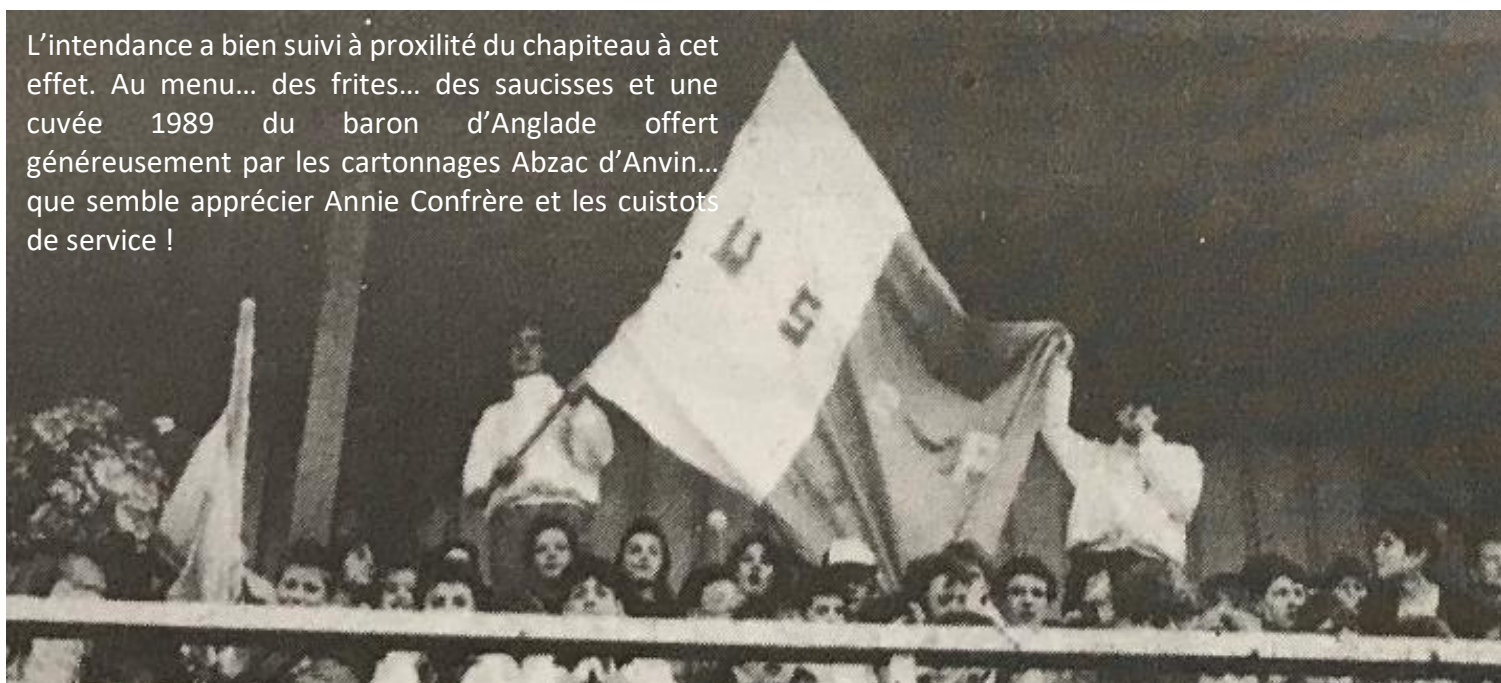 L'intendance a bien suivi à proxilité du chapiteau à cet
effet. Au menu… des frites… des saucisses et une
cuvée 1989 du baron d'Anglade offert
généreusement par les cartonnages Abzac d'Anvin…
que semble apprécier Annie Confrère et les cuistots
de service !
U
S